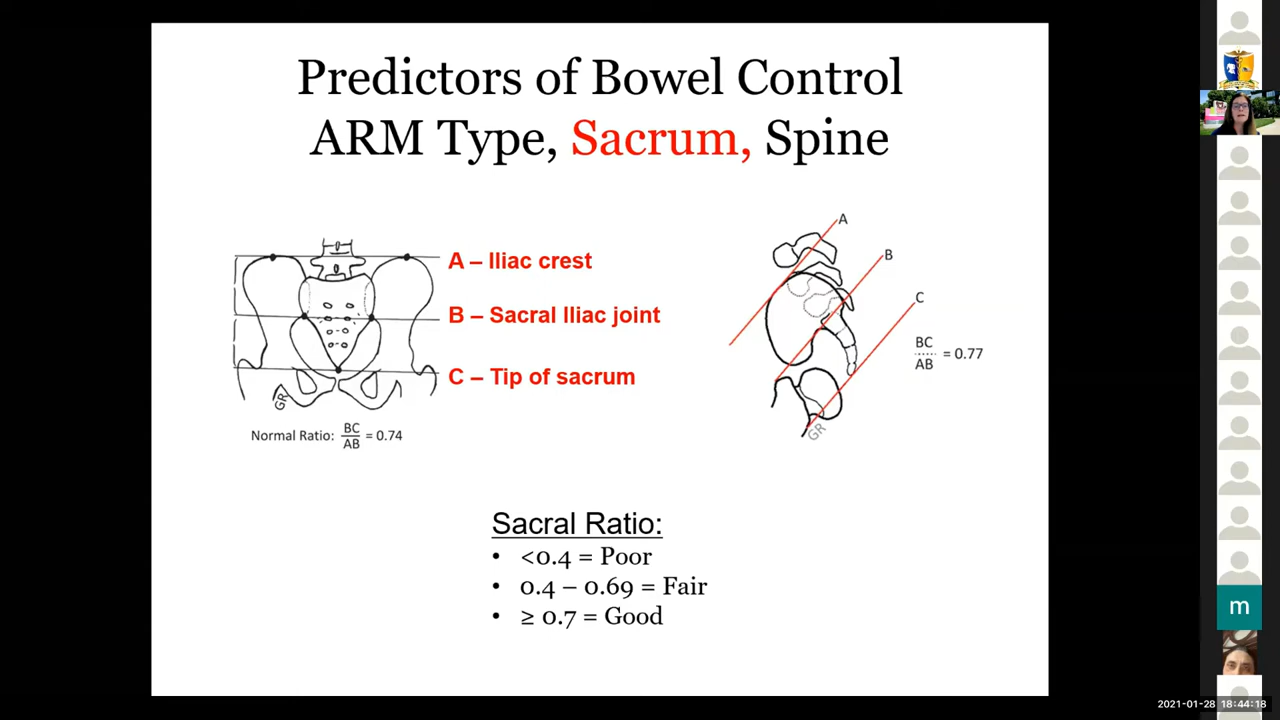 Predictors of Bowel Control
ARM Type, Sacrum, Spine
A – Iliac crest
B – Sacral Iliac joint
C – Tip of sacrum
GR
Normal Ratio: BC
AB = 0.74
A
B
C
BC
AB = 0.77
GR
Sacral Ratio:
• <0.4 = Poor
• 0.4 – 0.69 = Fair
• ≥ 0.7 = Good
m
2021-01-28 18:44:18